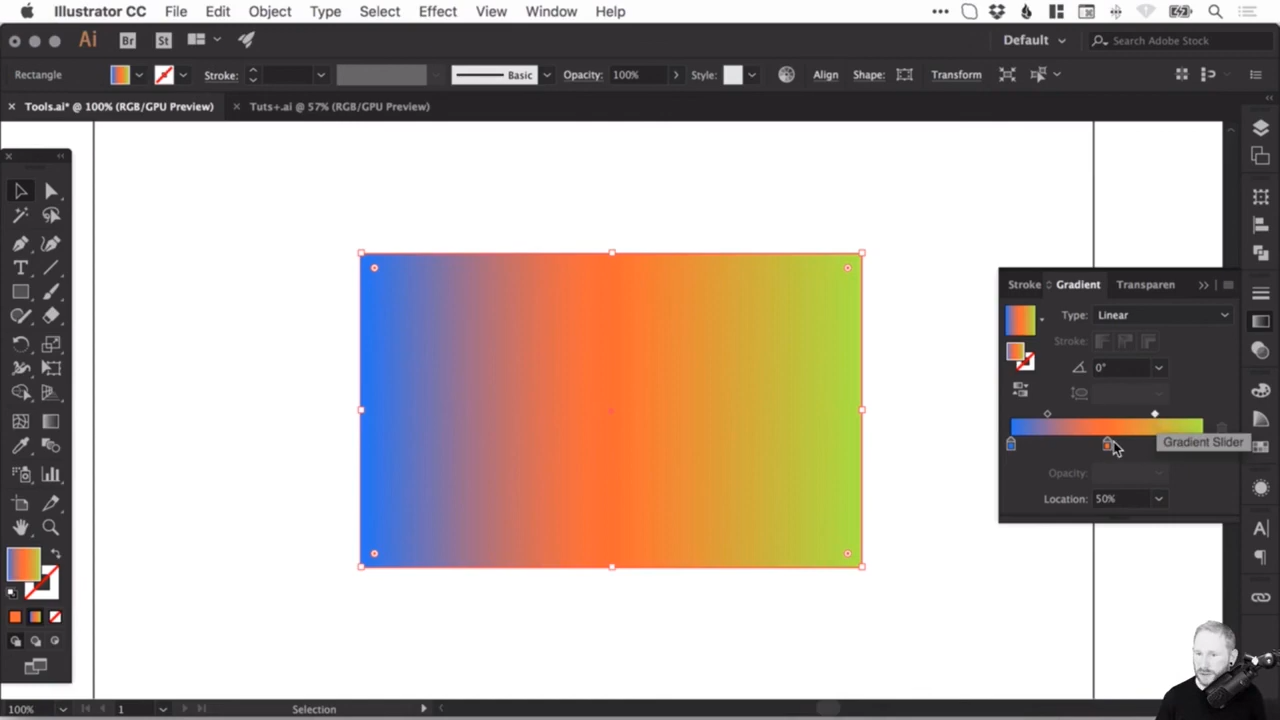 Illustrator CC File Edit Object Type Select Effect View Window Help
Ai Br St Default Search Adobe Stock
Rectangle Stroke: Basic Opacity: 100% Style: Align Shape: Transform
× Tools.ai* @ 100% (RGB/GPU Preview) × Tuts+.ai @ 57% (RGB/GPU Preview)
Stroke Gradient Transparen
Type: Linear
Stroke:
0°
Gradient Slider
Opacity:
Location: 50%
T
A
100% 1 Selection